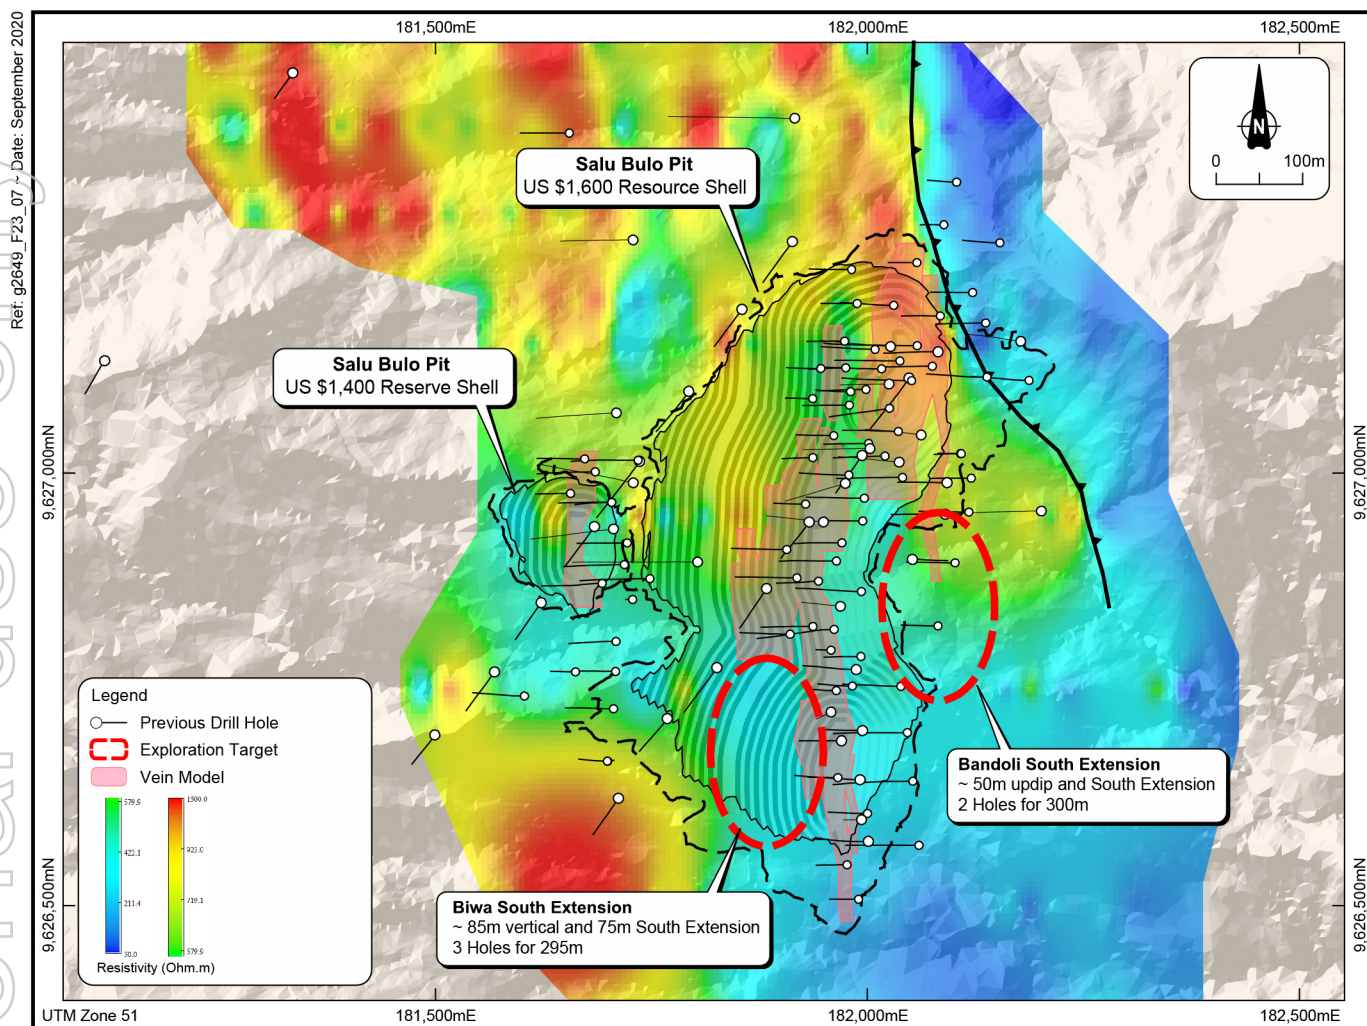 181,500mE
182,000mE
182,500mE
Ref: g2649_F23_07 ~ Date: September 2020
N
0 100m
Salu Bulo Pit
US $1,600 Resource Shell
Salu Bulo Pit
US $1,400 Reserve Shell
9,627,000mN
9,627,000mN
Legend
Previous Drill Hole
Exploration Target
Vein Model
579.9
422.1
211.4
30.0
1500.0
923.0
719.1
579.9
Resistivity (Ohm.m)
Bandoli South Extension
~ 50m updip and South Extension
2 Holes for 300m
Biwa South Extension
~ 85m vertical and 75m South Extension
3 Holes for 295m
9,626,500mN
9,626,500mN
UTM Zone 51
181,500mE
182,000mE
182,500mE